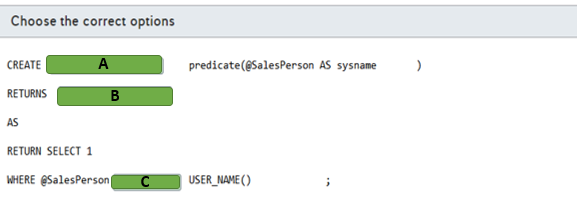 Choose the correct options
CREATE A predicate(@SalesPerson AS sysname )
RETURNS B
AS
RETURN SELECT 1
WHERE @SalesPerson C USER_NAME() ;